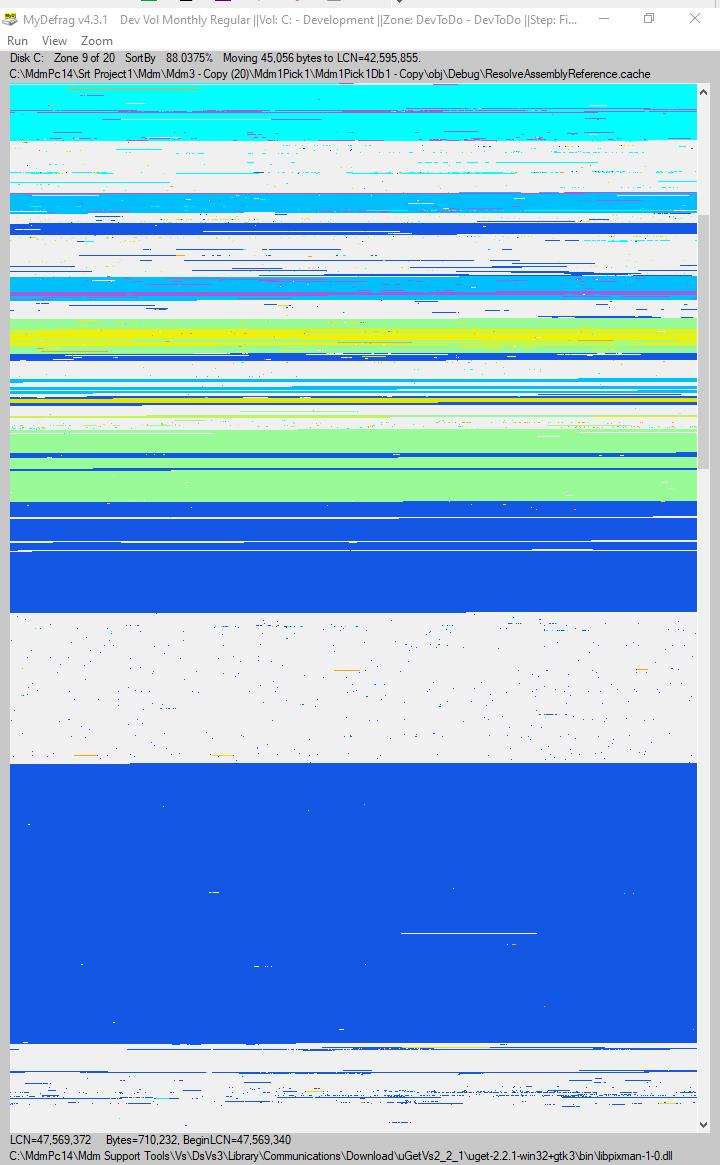 MyDefrag v4.3.1 Dev Vol Monthly Regular ||Vol: C: - Development ||Zone: DevToDo - DevToDo ||Step: Fi...
Run View Zoom
Disk C: Zone 9 of 20 SortBy 88.0375% Moving 45,056 bytes to LCN=42,595,855.
C:\MdmPc14\Srt Project1\Mdm\Mdm3 - Copy (20)\Mdm1Pick1\Mdm1Pick1Db1 - Copy\obj\Debug\ResolveAssemblyReference.cache
LCN=47,569,372 Bytes=710,232, BeginLCN=47,569,340
C:\MdmPc14\Mdm Support Tools\Vs\DsVs3\Library\Communications\Download\uGetVs2_2_1\uget-2.2.1-win32+gtk3\bin\libpixman-1-0.dll